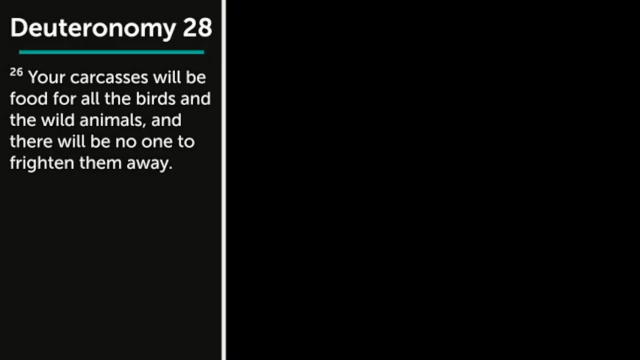 Deuteronomy 28
26 Your carcasses will be
food for all the birds and
the wild animals, and
there will be no one to
frighten them away.